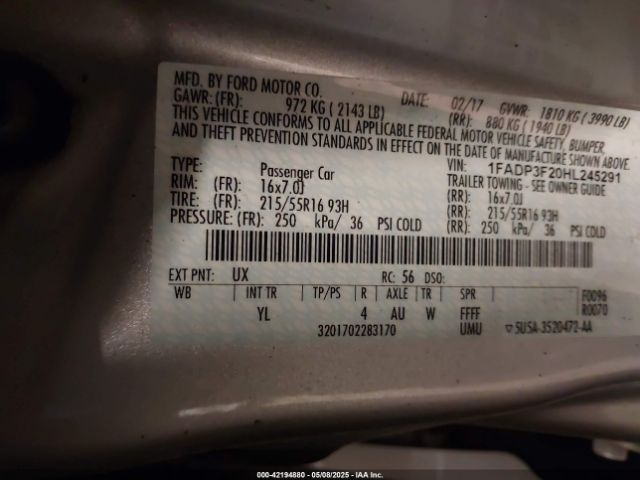 MFD. BY FORD MOTOR CO. DATE: 02/17 GVWR: 1810 KG ( 3990 LB)
GAWR: (FR): 972 KG ( 2143 LB) (RR): 880 KG ( 1940 LB)
THIS VEHICLE CONFORMS TO ALL APPLICABLE FEDERAL MOTOR VEHICLE SAFETY, BUMPER
AND THEFT PREVENTION STANDARDS IN EFFECT ON THE DATE OF MANUFACTURE SHOWN ABOVE.
VIN: 1FADP3F20HL245291
TYPE: Passenger Car TRAILER TOWING - SEE OWNER GUIDE
RIM: (FR): 16x7.0J (RR): 16x7.0J
TIRE: (FR): 215/55R16 93H (RR): 215/55R16 93H
PRESSURE: (FR): 250 kPa/ 36 PSI COLD (RR): 250 kPa/ 36 PSI COLD
EXT PNT: UX RC: 56 DSO:
WB INT TR TP/PS R AXLE TR SPR F0096
YL 4 AU W FFFF R0070
3201702283170 UMU ▽ 5U5A-3520472-AA
000-42194880 - 05/08/2025 - IAA Inc.